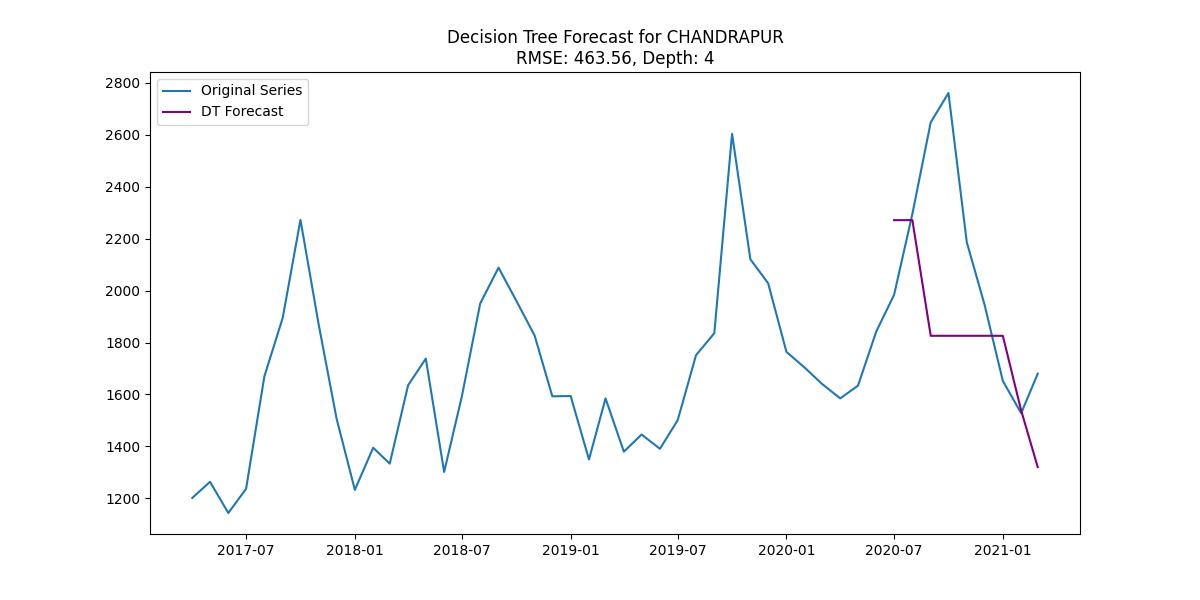 Decision Tree Forecast for CHANDRAPUR
RMSE: 463.56, Depth: 4
Original Series
DT Forecast
2800
2600
2400
2200
2000
1800
1600
1400
1200
2017-07 2018-01 2018-07 2019-01 2019-07 2020-01 2020-07 2021-01